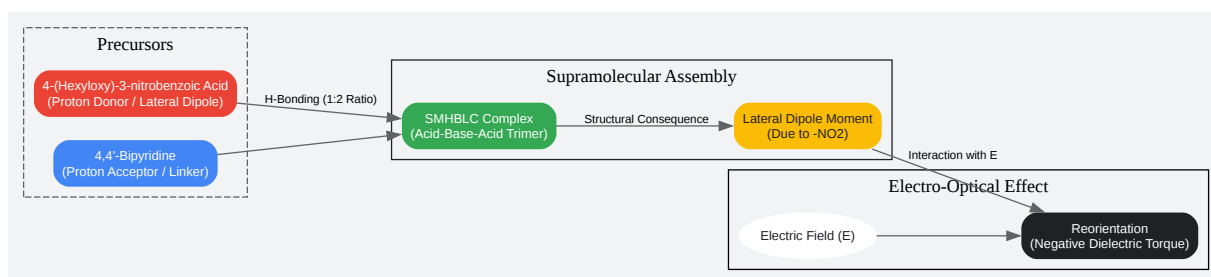 Precursors
4-(Hexyloxy)-3-nitrobenzoic Acid
(Proton Donor / Lateral Dipole)
4,4'-Bipyridine
(Proton Acceptor / Linker)
H-Bonding (1:2 Ratio)
Supramolecular Assembly
SMHBLC Complex
(Acid-Base-Acid Trimer)
Structural Consequence
Lateral Dipole Moment
(Due to -NO2)
Interaction with E
Electro-Optical Effect
Electric Field (E)
Reorientation
(Negative Dielectric Torque)